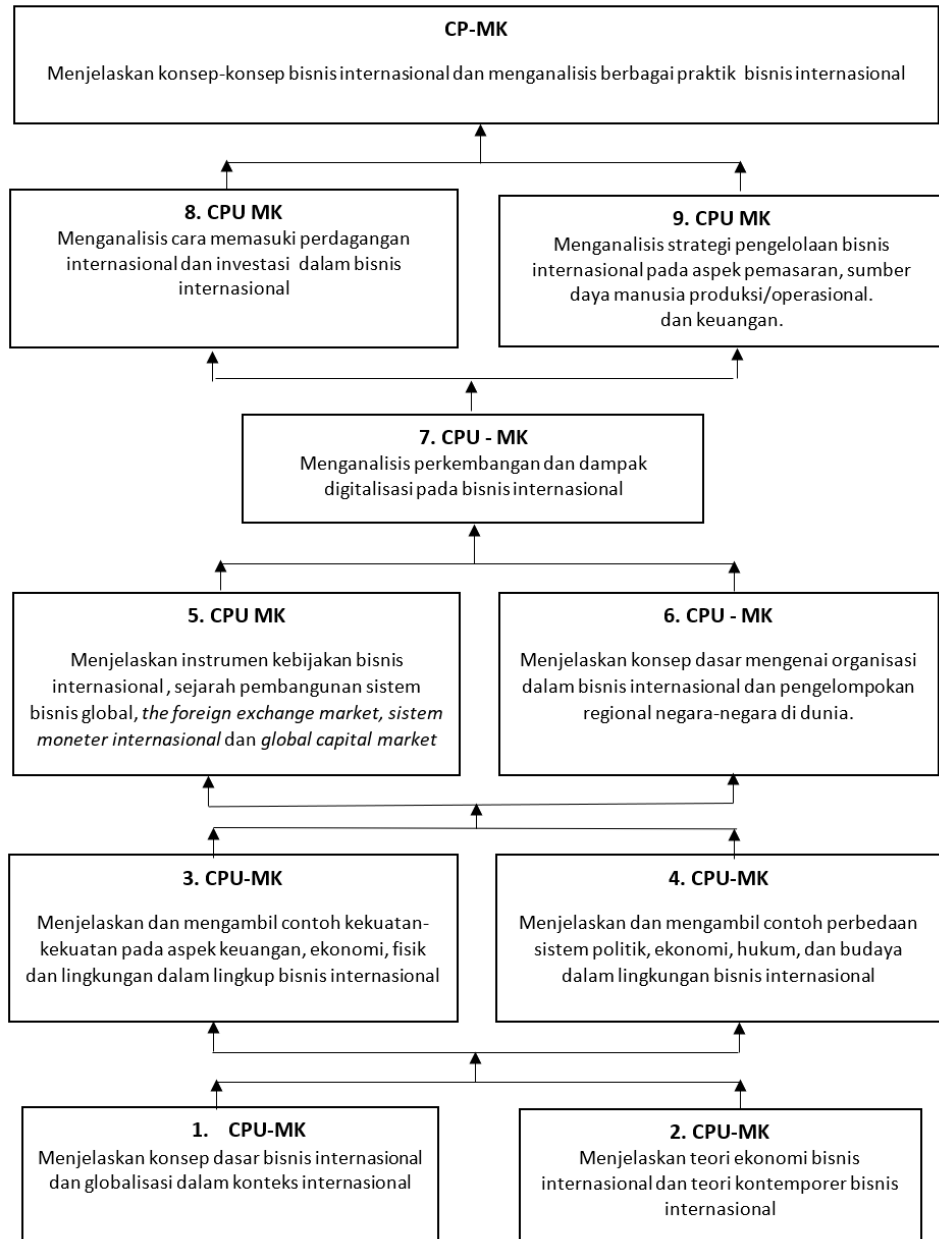 CP-MK
Menjelaskan konsep-konsep bisnis internasional dan menganalisis berbagai praktik bisnis internasional
8. CPU MK
Menganalisis cara memasuki perdagangan
internasional dan investasi dalam bisnis
internasional
9. CPU MK
Menganalisis strategi pengelolaan bisnis
internasional pada aspek pemasaran, sumber
daya manusia produksi/operasional.
dan keuangan.
7. CPU - MK
Menganalisis perkembangan dan dampak
digitalisasi pada bisnis internasional
5. CPU MK
Menjelaskan instrumen kebijakan bisnis
internasional , sejarah pembangunan sistem
bisnis global, the foreign exchange market, sistem
moneter internasional dan global capital market
6. CPU - MK
Menjelaskan konsep dasar mengenai organisasi
dalam bisnis internasional dan pengelompokan
regional negara-negara di dunia.
3. CPU-MK
Menjelaskan dan mengambil contoh kekuatan-
kekuatan pada aspek keuangan, ekonomi, fisik
dan lingkungan dalam lingkup bisnis internasional
4. CPU-MK
Menjelaskan dan mengambil contoh perbedaan
sistem politik, ekonomi, hukum, dan budaya
dalam lingkungan bisnis internasional
1. CPU-MK
Menjelaskan konsep dasar bisnis internasional
dan globalisasi dalam konteks internasional
2. CPU-MK
Menjelaskan teori ekonomi bisnis
internasional dan teori kontemporer bisnis
internasional